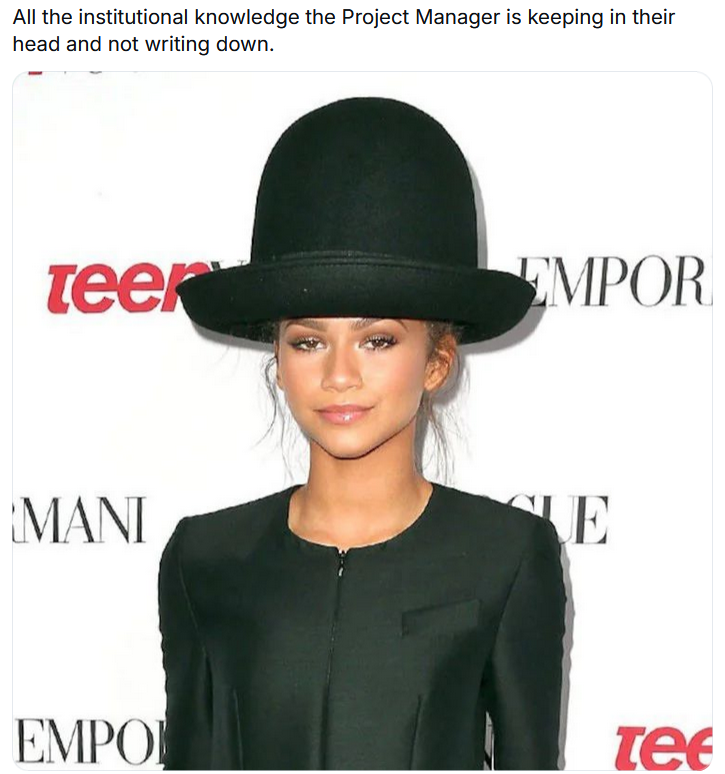 All the institutional knowledge the Project Manager is keeping in their
head and not writing down.
teen
EMPOR
MANI
GUE
EMPO
tee